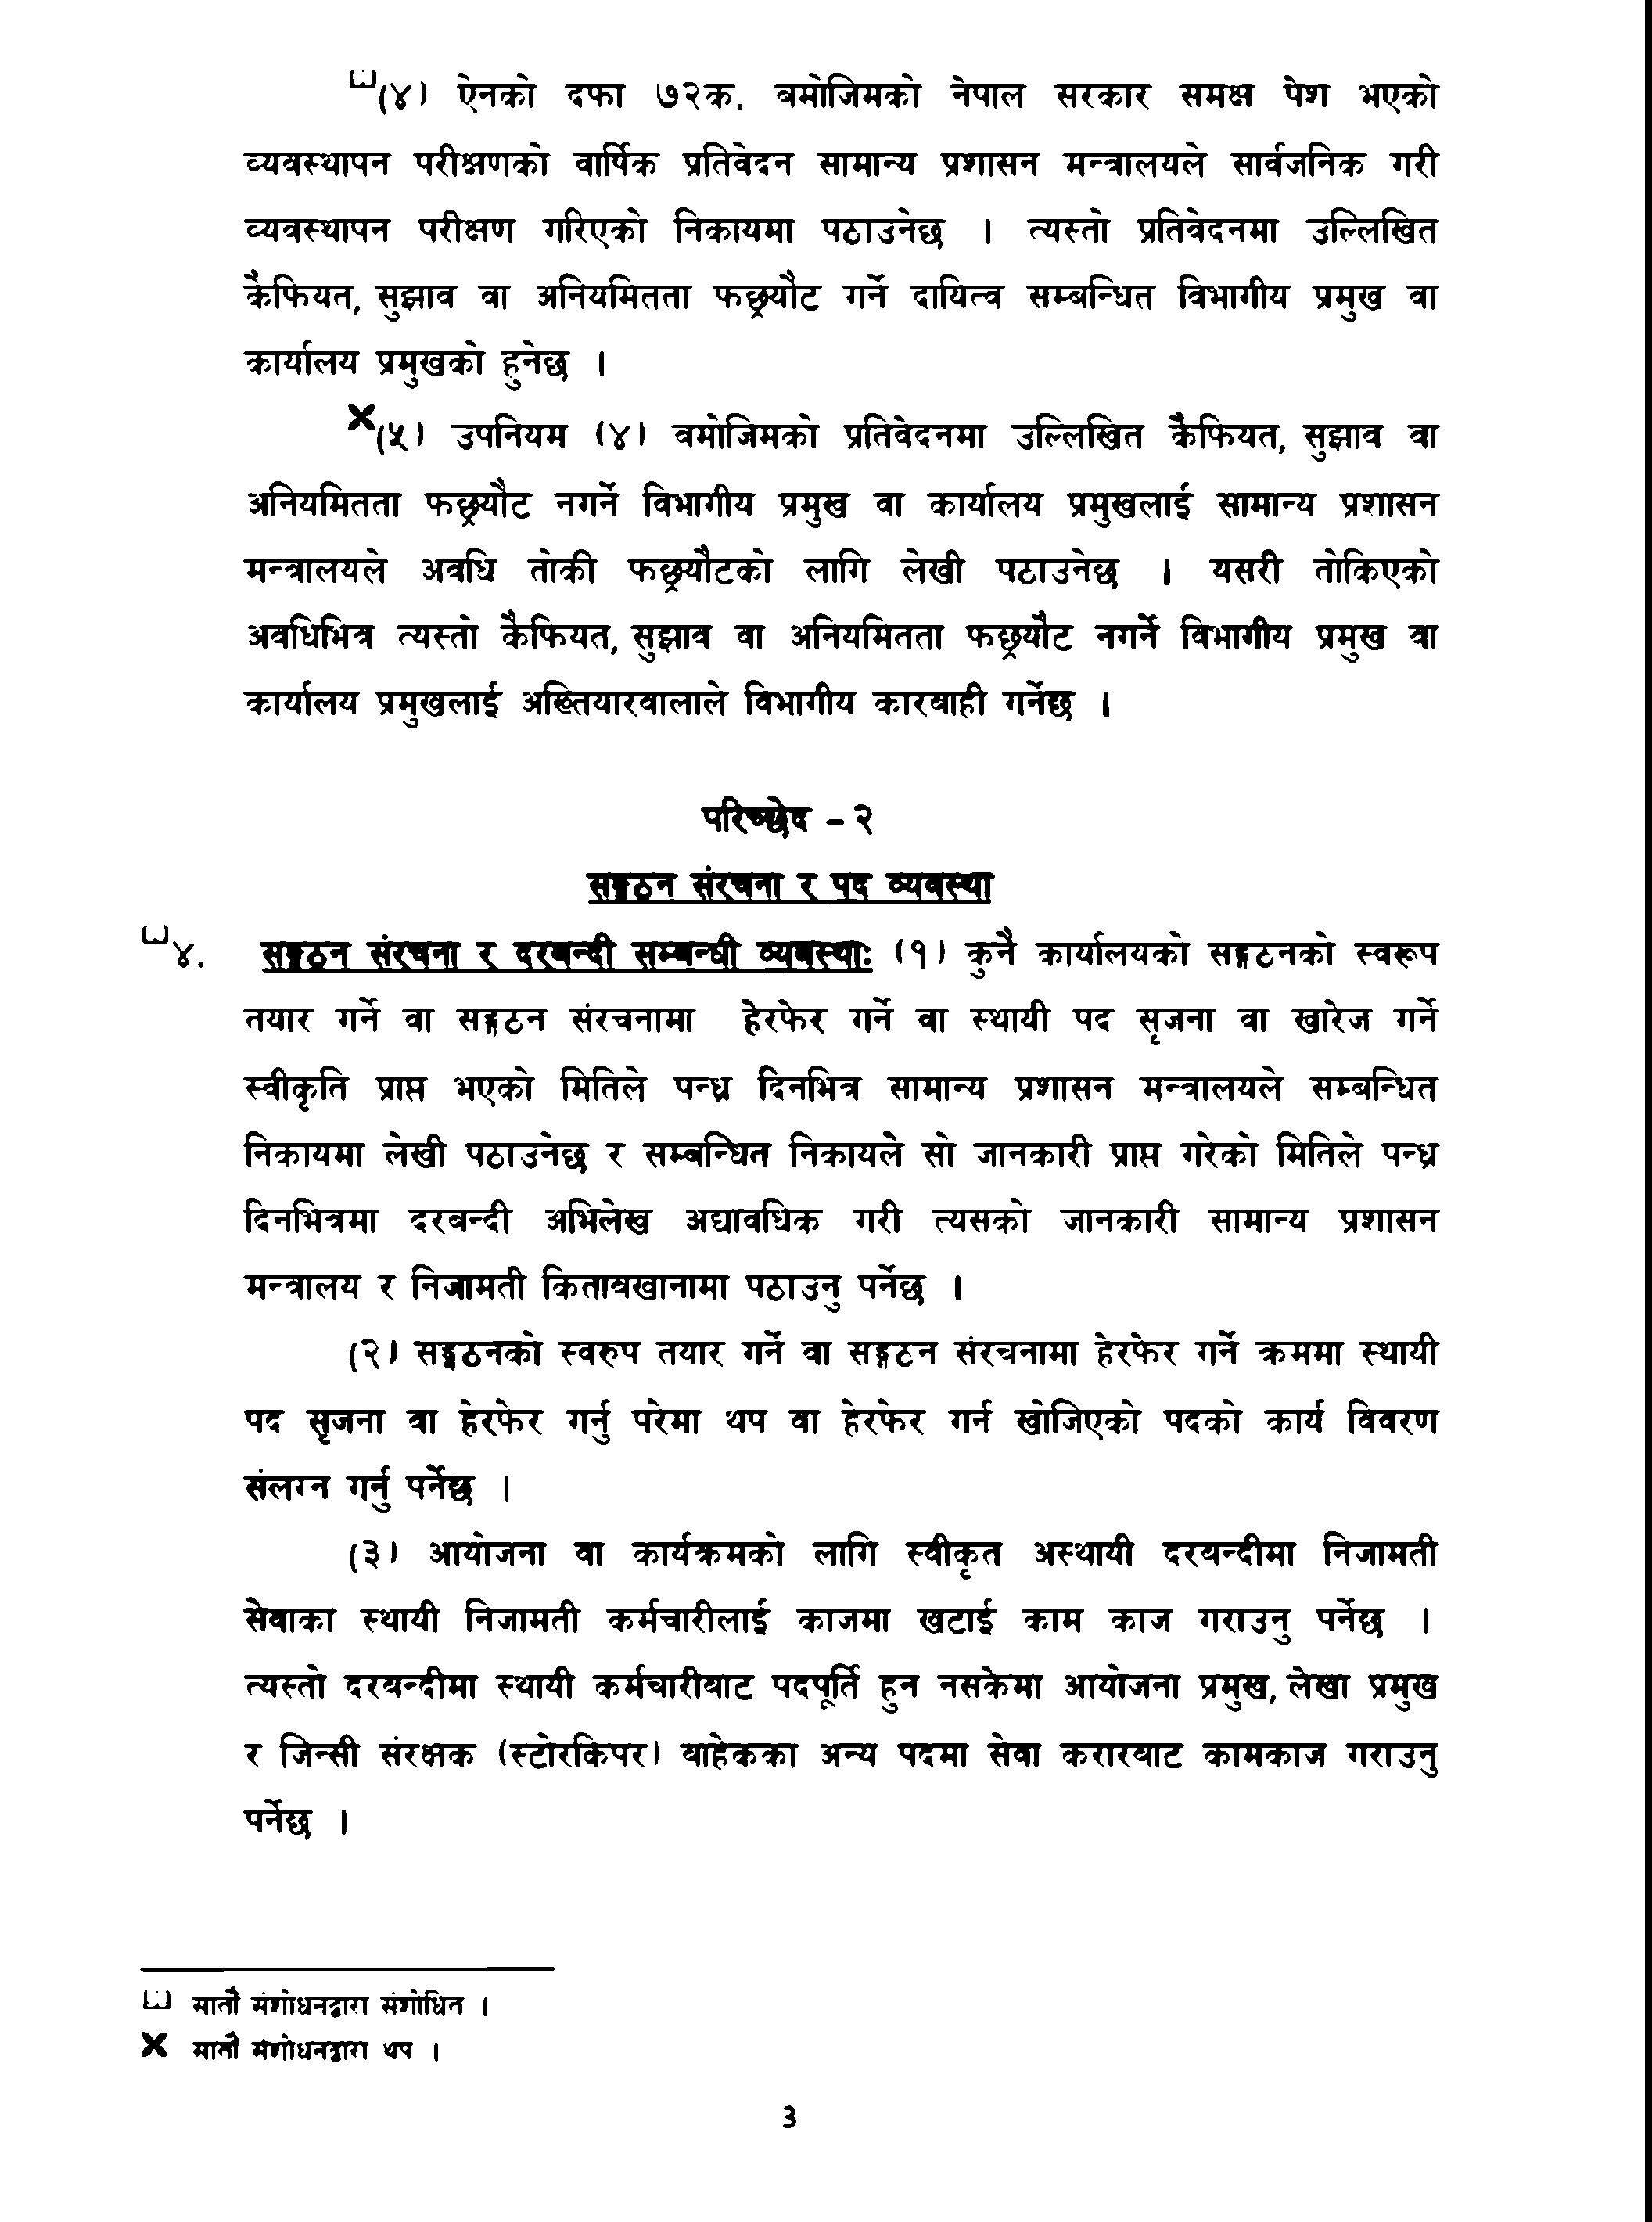 (४) ऐनको दफा ७२क. बमोजिमको नेपाल सरकार समक्ष पेश भएको
व्यवस्थापन परीक्षणको वार्षिक प्रतिवेदन सामान्य प्रशासन मन्त्रालयले सार्वजनिक गरी
व्यवस्थापन परीक्षण गरिएको निकायमा पठाउनेछ । त्यस्तो प्रतिवेदनमा उल्लिखित
कैफियत, सुझाव वा अनियमितता फछ्रयौट गर्ने दायित्व सम्बन्धित विभागीय प्रमुख वा
कार्यालय प्रमुखको हुनेछ ।
(५) उपनियम (४) बमोजिमको प्रतिवेदनमा उल्लिखित कैफियत, सुझाव वा
अनियमितता फछ्रयौट नगर्ने विभागीय प्रमुख वा कार्यालय प्रमुखलाई सामान्य प्रशासन
मन्त्रालयले अवधि तोकी फछ्रयौटको लागि लेखी पठाउनेछ । यसरी तोकिएको
अवधिभित्र त्यस्तो कैफियत, सुझाव वा अनियमितता फछ्रयौट नगर्ने विभागीय प्रमुख वा
कार्यालय प्रमुखलाई अख्तियारवालाले विभागीय कारबाही गर्नेछ ।
परिच्छेद – २
सङ्गठन संरचना र पद व्यवस्था
४. सङ्गठन संरचना र दरबन्दी सम्बन्धी व्यवस्थाः (१) कुनै कार्यालयको सङ्गठनको स्वरूप
तयार गर्ने वा सङ्गठन संरचनामा हेरफेर गर्ने वा स्थायी पद सृजना वा खारेज गर्ने
स्वीकृति प्राप्त भएको मितिले पन्ध्र दिनभित्र सामान्य प्रशासन मन्त्रालयले सम्बन्धित
निकायमा लेखी पठाउनेछ र सम्बन्धित निकायले सो जानकारी प्राप्त गरेको मितिले पन्ध्र
दिनभित्रमा दरबन्दी अभिलेख अद्यावधिक गरी त्यसको जानकारी सामान्य प्रशासन
मन्त्रालय र निजामती कितावखानामा पठाउनु पर्नेछ ।
(२) सङ्गठनको स्वरुप तयार गर्ने वा सङ्गठन संरचनामा हेरफेर गर्ने क्रममा स्थायी
पद सृजना वा हेरफेर गर्नु परेमा थप वा हेरफेर गर्न खोजिएको पदको कार्य विवरण
संलग्न गर्नु पर्नेछ ।
(३) आयोजना वा कार्यक्रमको लागि स्वीकृत अस्थायी दरबन्दीमा निजामती
सेवाका स्थायी निजामती कर्मचारीलाई काजमा खटाई काम काज गराउनु पर्नेछ ।
त्यस्तो दरबन्दीमा स्थायी कर्मचारीबाट पदपूर्ति हुन नसकेमा आयोजना प्रमुख, लेखा प्रमुख
र जिन्सी संरक्षक (स्टोरकिपर) बाहेकका अन्य पदमा सेवा करारबाट कामकाज गराउनु
पर्नेछ ।
सातौं संशोधनद्वारा संशोधित ।
सातौं संशोधनद्वारा थप ।
३